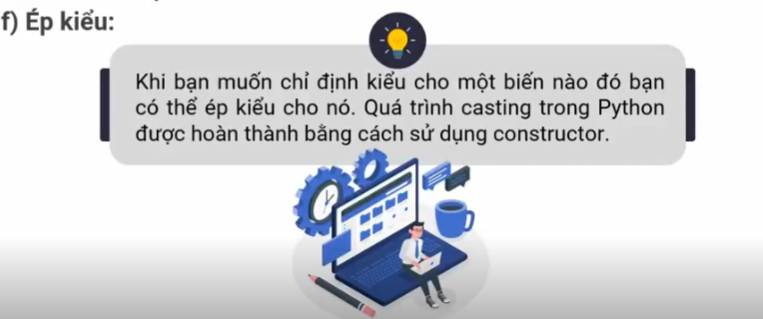 f) Ép kiểu:
Khi bạn muốn chỉ định kiểu cho một biến nào đó bạn
có thể ép kiểu cho nó. Quá trình casting trong Python
được hoàn thành bằng cách sử dụng constructor.